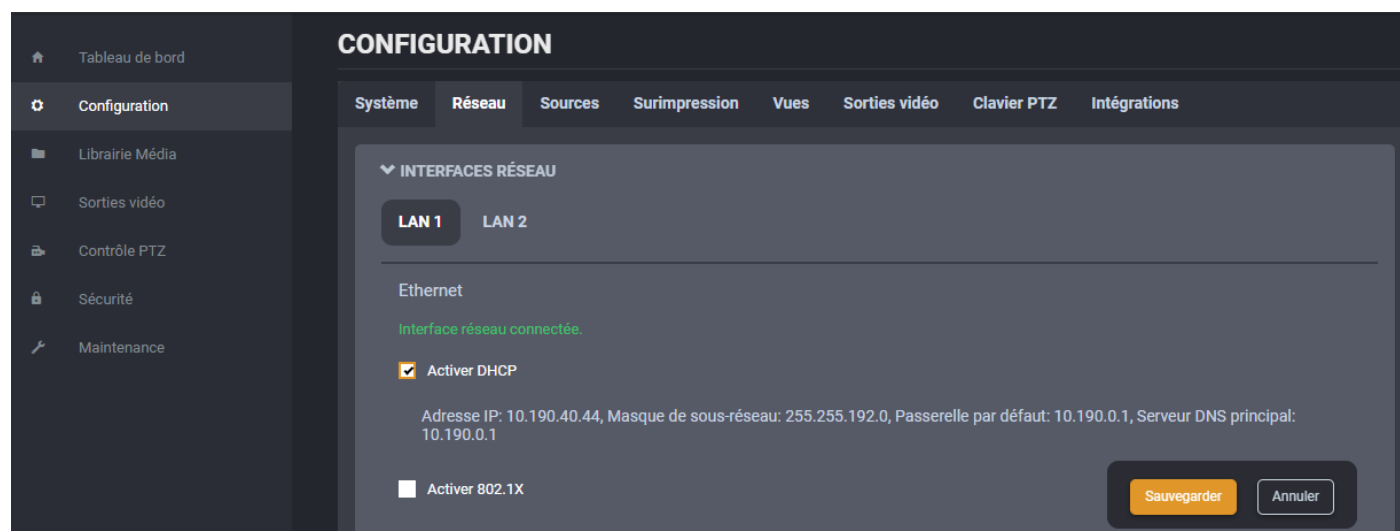 CONFIGURATION
Tableau de bord
Configuration
Librairie Média
Sorties vidéo
Contrôle PTZ
Sécurité
Maintenance
Système Réseau Sources Surimpression Vues Sorties vidéo Clavier PTZ Intégrations
INTERFACES RÉSEAU
LAN 1 LAN 2
Ethernet
Interface réseau connectée.
Activer DHCP
Adresse IP: 10.190.40.44, Masque de sous-réseau: 255.255.192.0, Passerelle par défaut: 10.190.0.1, Serveur DNS principal:
10.190.0.1
Activer 802.1X
Sauvegarder Annuler